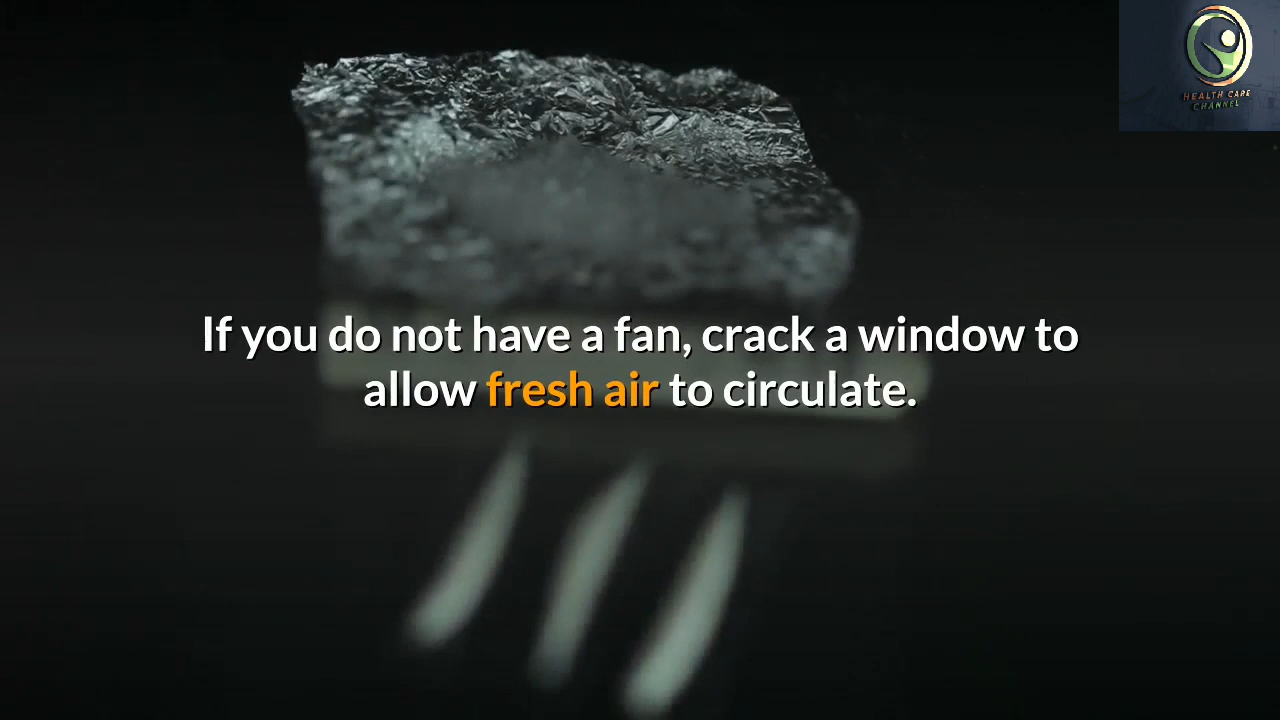 HEALTH CARE
CHANNEL
If you do not have a fan, crack a window to
allow fresh air to circulate.